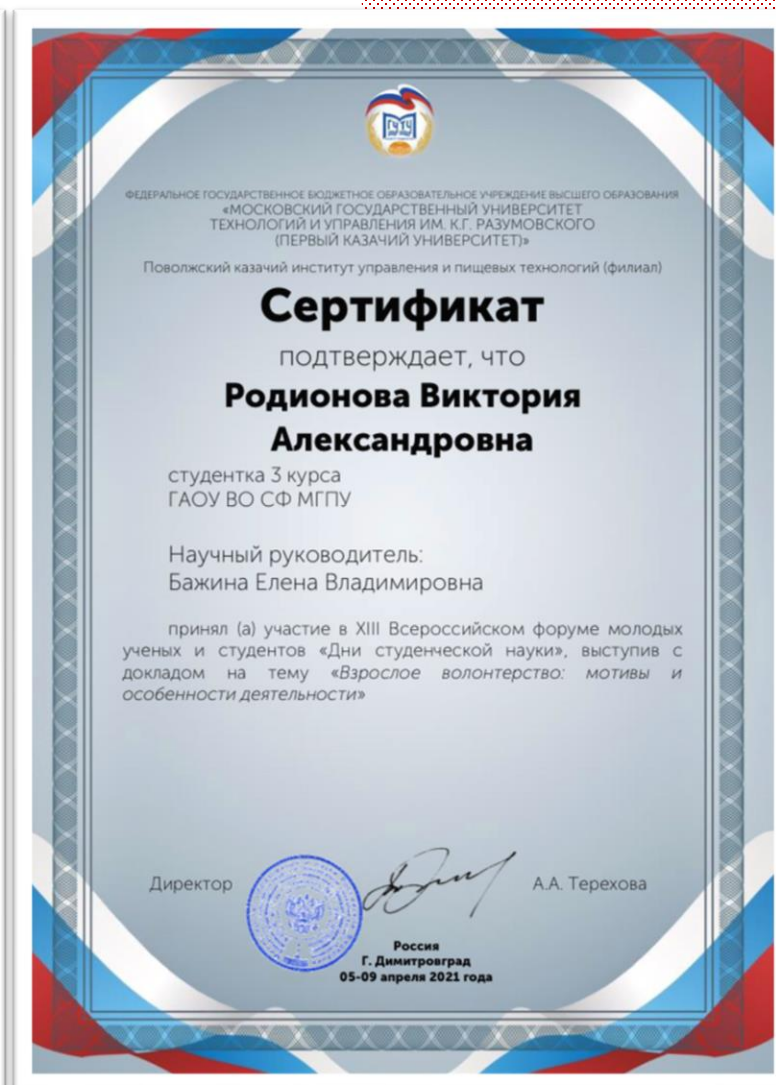 ФЕДЕРАЛЬНОЕ ГОСУДАРСТВЕННОЕ БЮДЖЕТНОЕ ОБРАЗОВАТЕЛЬНОЕ УЧРЕЖДЕНИЕ ВЫСШЕГО ОБРАЗОВАНИЯ
«МОСКОВСКИЙ ГОСУДАРСТВЕННЫЙ УНИВЕРСИТЕТ
ТЕХНОЛОГИЙ И УПРАВЛЕНИЯ ИМ. К.Г. РАЗУМОВСКОГО
(ПЕРВЫЙ КАЗАЧИЙ УНИВЕРСИТЕТ)»
Поволжский казачий институт управления и пищевых технологий (филиал)
Сертификат
подтверждает, что
Родионова Виктория
Александровна
студентка 3 курса
ГАОУ ВО СФ МГПУ
Научный руководитель:
Бажина Елена Владимировна
принял (а) участие в XIII Всероссийском форуме молодых
ученых и студентов «Дни студенческой науки», выступив с
докладом на тему «Взрослое волонтерство: мотивы и
особенности деятельности»
Директор
А.А. Терехова
Россия
Г. Димитровград
05-09 апреля 2021 года